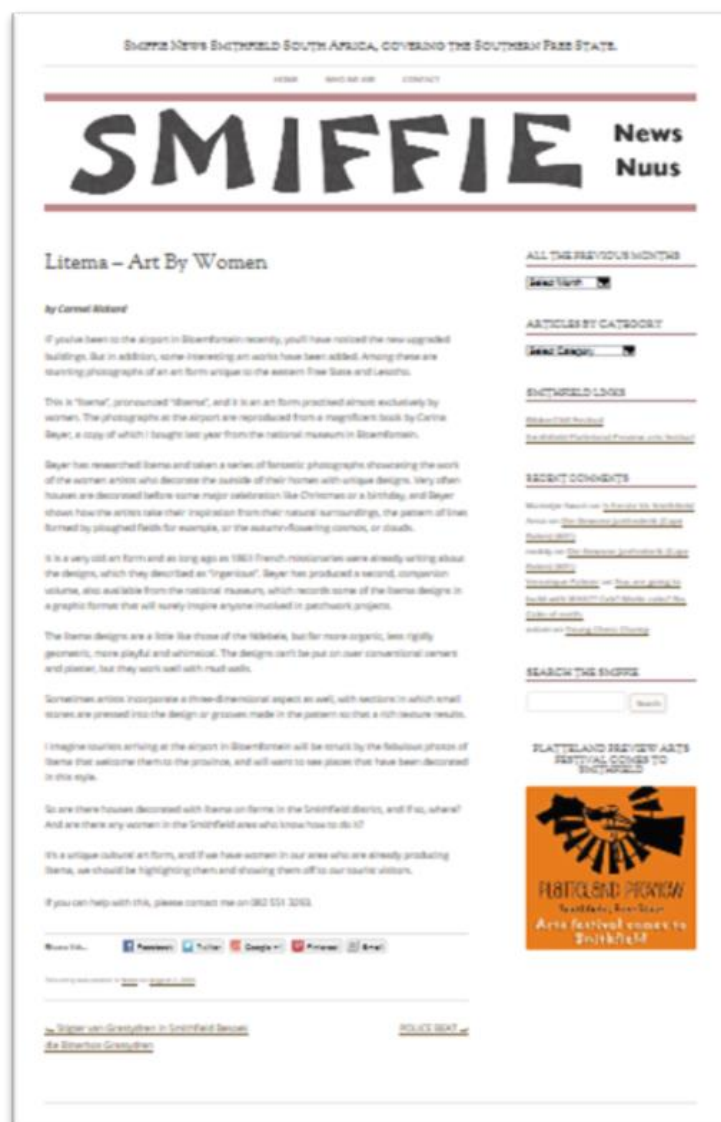 SMIFFIE NEWS SMITHFIELD SOUTH AFRICA, COVERING THE SOUTHERN FREE STATE.
HOME WHO WE ARE CONTACT
SMIFFIE News
Nuus
Litema – Art By Women
by Carmel Rickard
If you've been to the airport in Bloemfontein recently, you'll have noticed the new upgraded
buildings. But in addition, some interesting art works have been added. Among these are
stunning photographs of an art form unique to the eastern Free State and Lesotho.
This is "litema", pronounced "ditema", and it is an art form practised almost exclusively by
women. The photographs at the airport are reproduced from a magnificent book by Carina
Beyer, a copy of which I bought last year from the national museum in Bloemfontein.
Beyer has researched litema and taken a series of fantastic photographs showcasing the work
of the women artists who decorate the outside of their homes with unique designs. Very often
houses are decorated before some major celebration like Christmas or a birthday, and Beyer
shows how the artists take their inspiration from their natural surroundings, the pattern of lines
formed by ploughed fields for example, or the autumn-flowering cosmos, or clouds.
It is a very old art form and as long ago as 1861 French missionaries were already writing about
the designs, which they described as "ingenious". Beyer has produced a second, companion
volume, also available from the national museum, which records some of the litema designs in
a graphic format that will surely inspire anyone involved in patchwork projects.
The litema designs are a little like those of the Ndebele, but far more organic, less rigidly
geometric, more playful and whimsical. The designs can't be put on over conventional cement
and plaster, but they work well with mud walls.
Sometimes artists incorporate a three-dimensional aspect as well, with sections in which small
stones are pressed into the design or grooves made in the pattern so that a rich texture results.
I imagine tourists arriving at the airport in Bloemfontein will be struck by the fabulous photos of
litema that welcome them to the province, and will want to see places that have been decorated
in this style.
So are there houses decorated with litema on farms in the Smithfield district, and if so, where?
And are there any women in the Smithfield area who know how to do it?
It's a unique cultural art form, and if we have women in our area who are already producing
litema, we should be highlighting them and showing them off to our tourist visitors.
If you can help with this, please contact me on 082 551
Share this...
Facebook Twitter Google +1 Pinterest Email
POLICE BEAT →
die
ALL THE PREVIOUS MONTHS
Select Month
ARTICLES BY CATEGORY
Select Category
SMITHFIELD LINKS
RECENT COMMENTS
SEARCH THE SMIFFIE
Search
PLATTELAND PREVIEW ARTS
FESTIVAL COMES TO
SMITHFIELD
PLATTELAND PREVIEW
Smithfield, Free State
Arts festival comes to
Smithfield